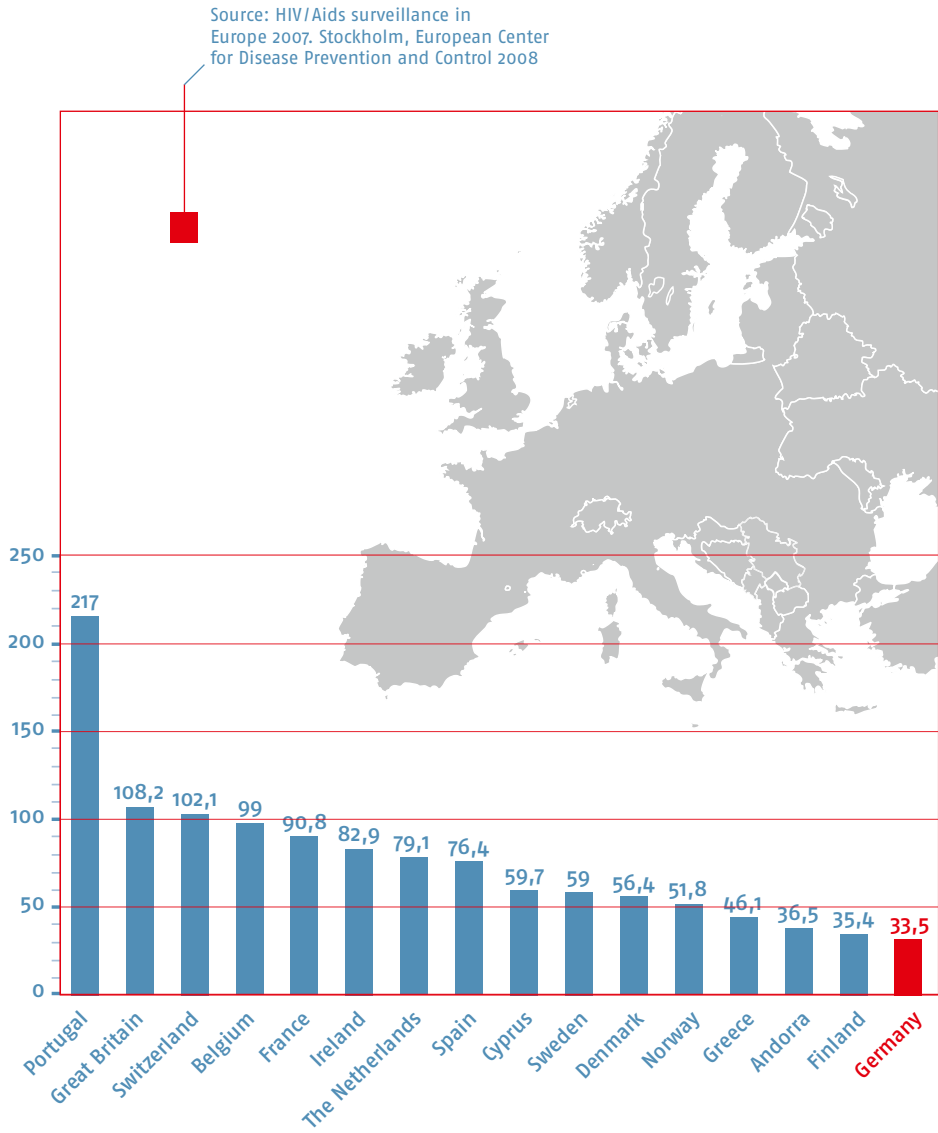 Source: HIV/Aids surveillance in
Europe 2007. Stockholm, European Center
for Disease Prevention and Control 2008
250
200
150
100
50
0
217
108,2
102,1
99
90,8
82,9
79,1
76,4
59,7
59
56,4
51,8
46,1
36,5
35,4
33,5
Portugal
Great Britain
Switzerland
Belgium
France
Ireland
The Netherlands
Spain
Cyprus
Sweden
Denmark
Norway
Greece
Andorra
Finland
Germany